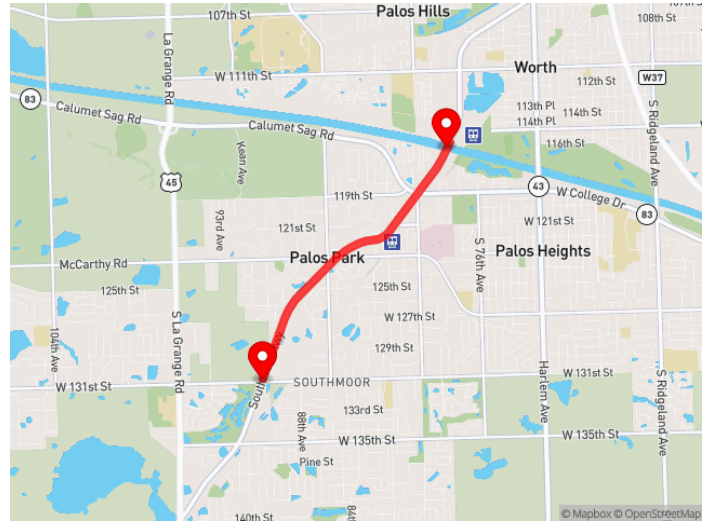 107th St
Palos Hills
107th St
108th St
La Grange Rd
W 111th St
Worth
112th St
W37
83
Calumet Sag Rd
Calumet Sag Rd
113th Pl
114th Pl
114th St
116th St
S Ridgeland Ave
Kean Ave
45
119th St
43
W College Dr
83
93rd Ave
121st St
W 121st St
McCarthy Rd
Palos Park
S 76th Ave
Palos Heights
125th St
125th St
104th Ave
S La Grange Rd
W 127th St
129th St
Harlem Ave
S Ridgeland Ave
W 131st St
SOUTHMOOR
W 131st St
133rd St
88th Ave
W 135th St
W 135th St
Pine St
140th St
© Mapbox © OpenStreetMap